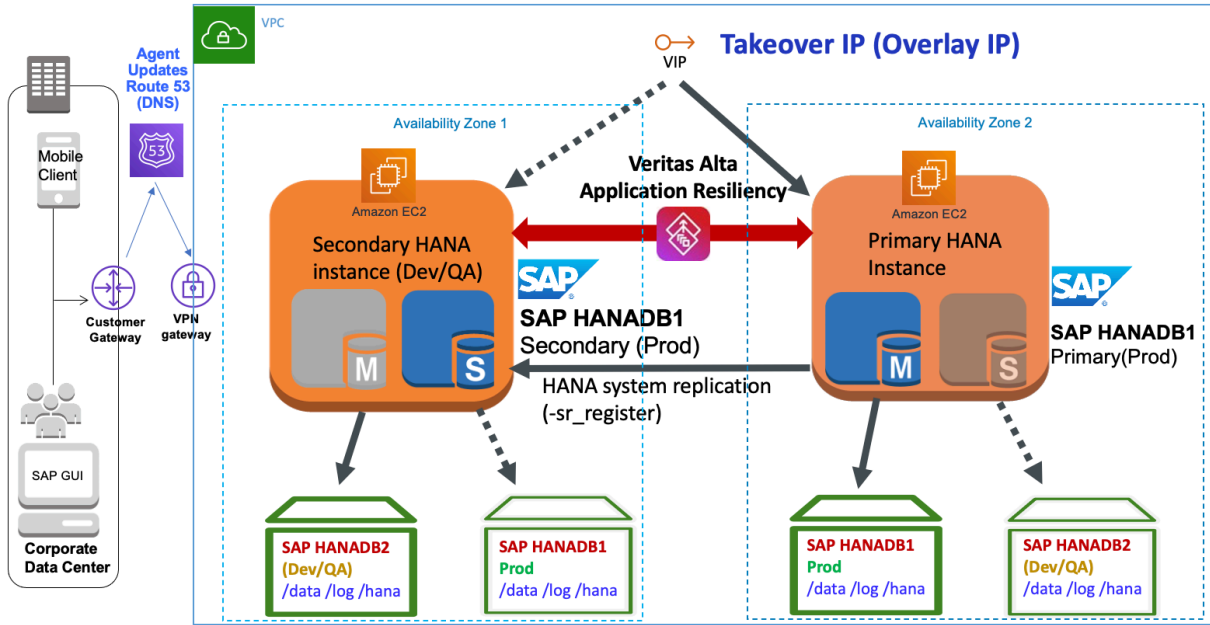 VPC
Takeover IP (Overlay IP)
VIP
Agent
Updates
Route 53
(DNS)
53
Mobile
Client
Customer
Gateway
VPN
gateway
SAP GUI
Corporate
Data Center
Availability Zone 1
Amazon EC2
Secondary HANA
instance (Dev/QA)
M
S
SAP
®
SAP HANADB1
Secondary (Prod)
Veritas Alta
Application Resiliency
HANA system replication
(-sr_register)
Availability Zone 2
Amazon EC2
Primary HANA
Instance
M
S
SAP
®
SAP HANADB1
Primary(Prod)
SAP HANADB2
(Dev/QA)
/data /log /hana
SAP HANADB1
Prod
/data /log /hana
SAP HANADB1
Prod
/data /log /hana
SAP HANADB2
(Dev/QA)
/data /log /hana